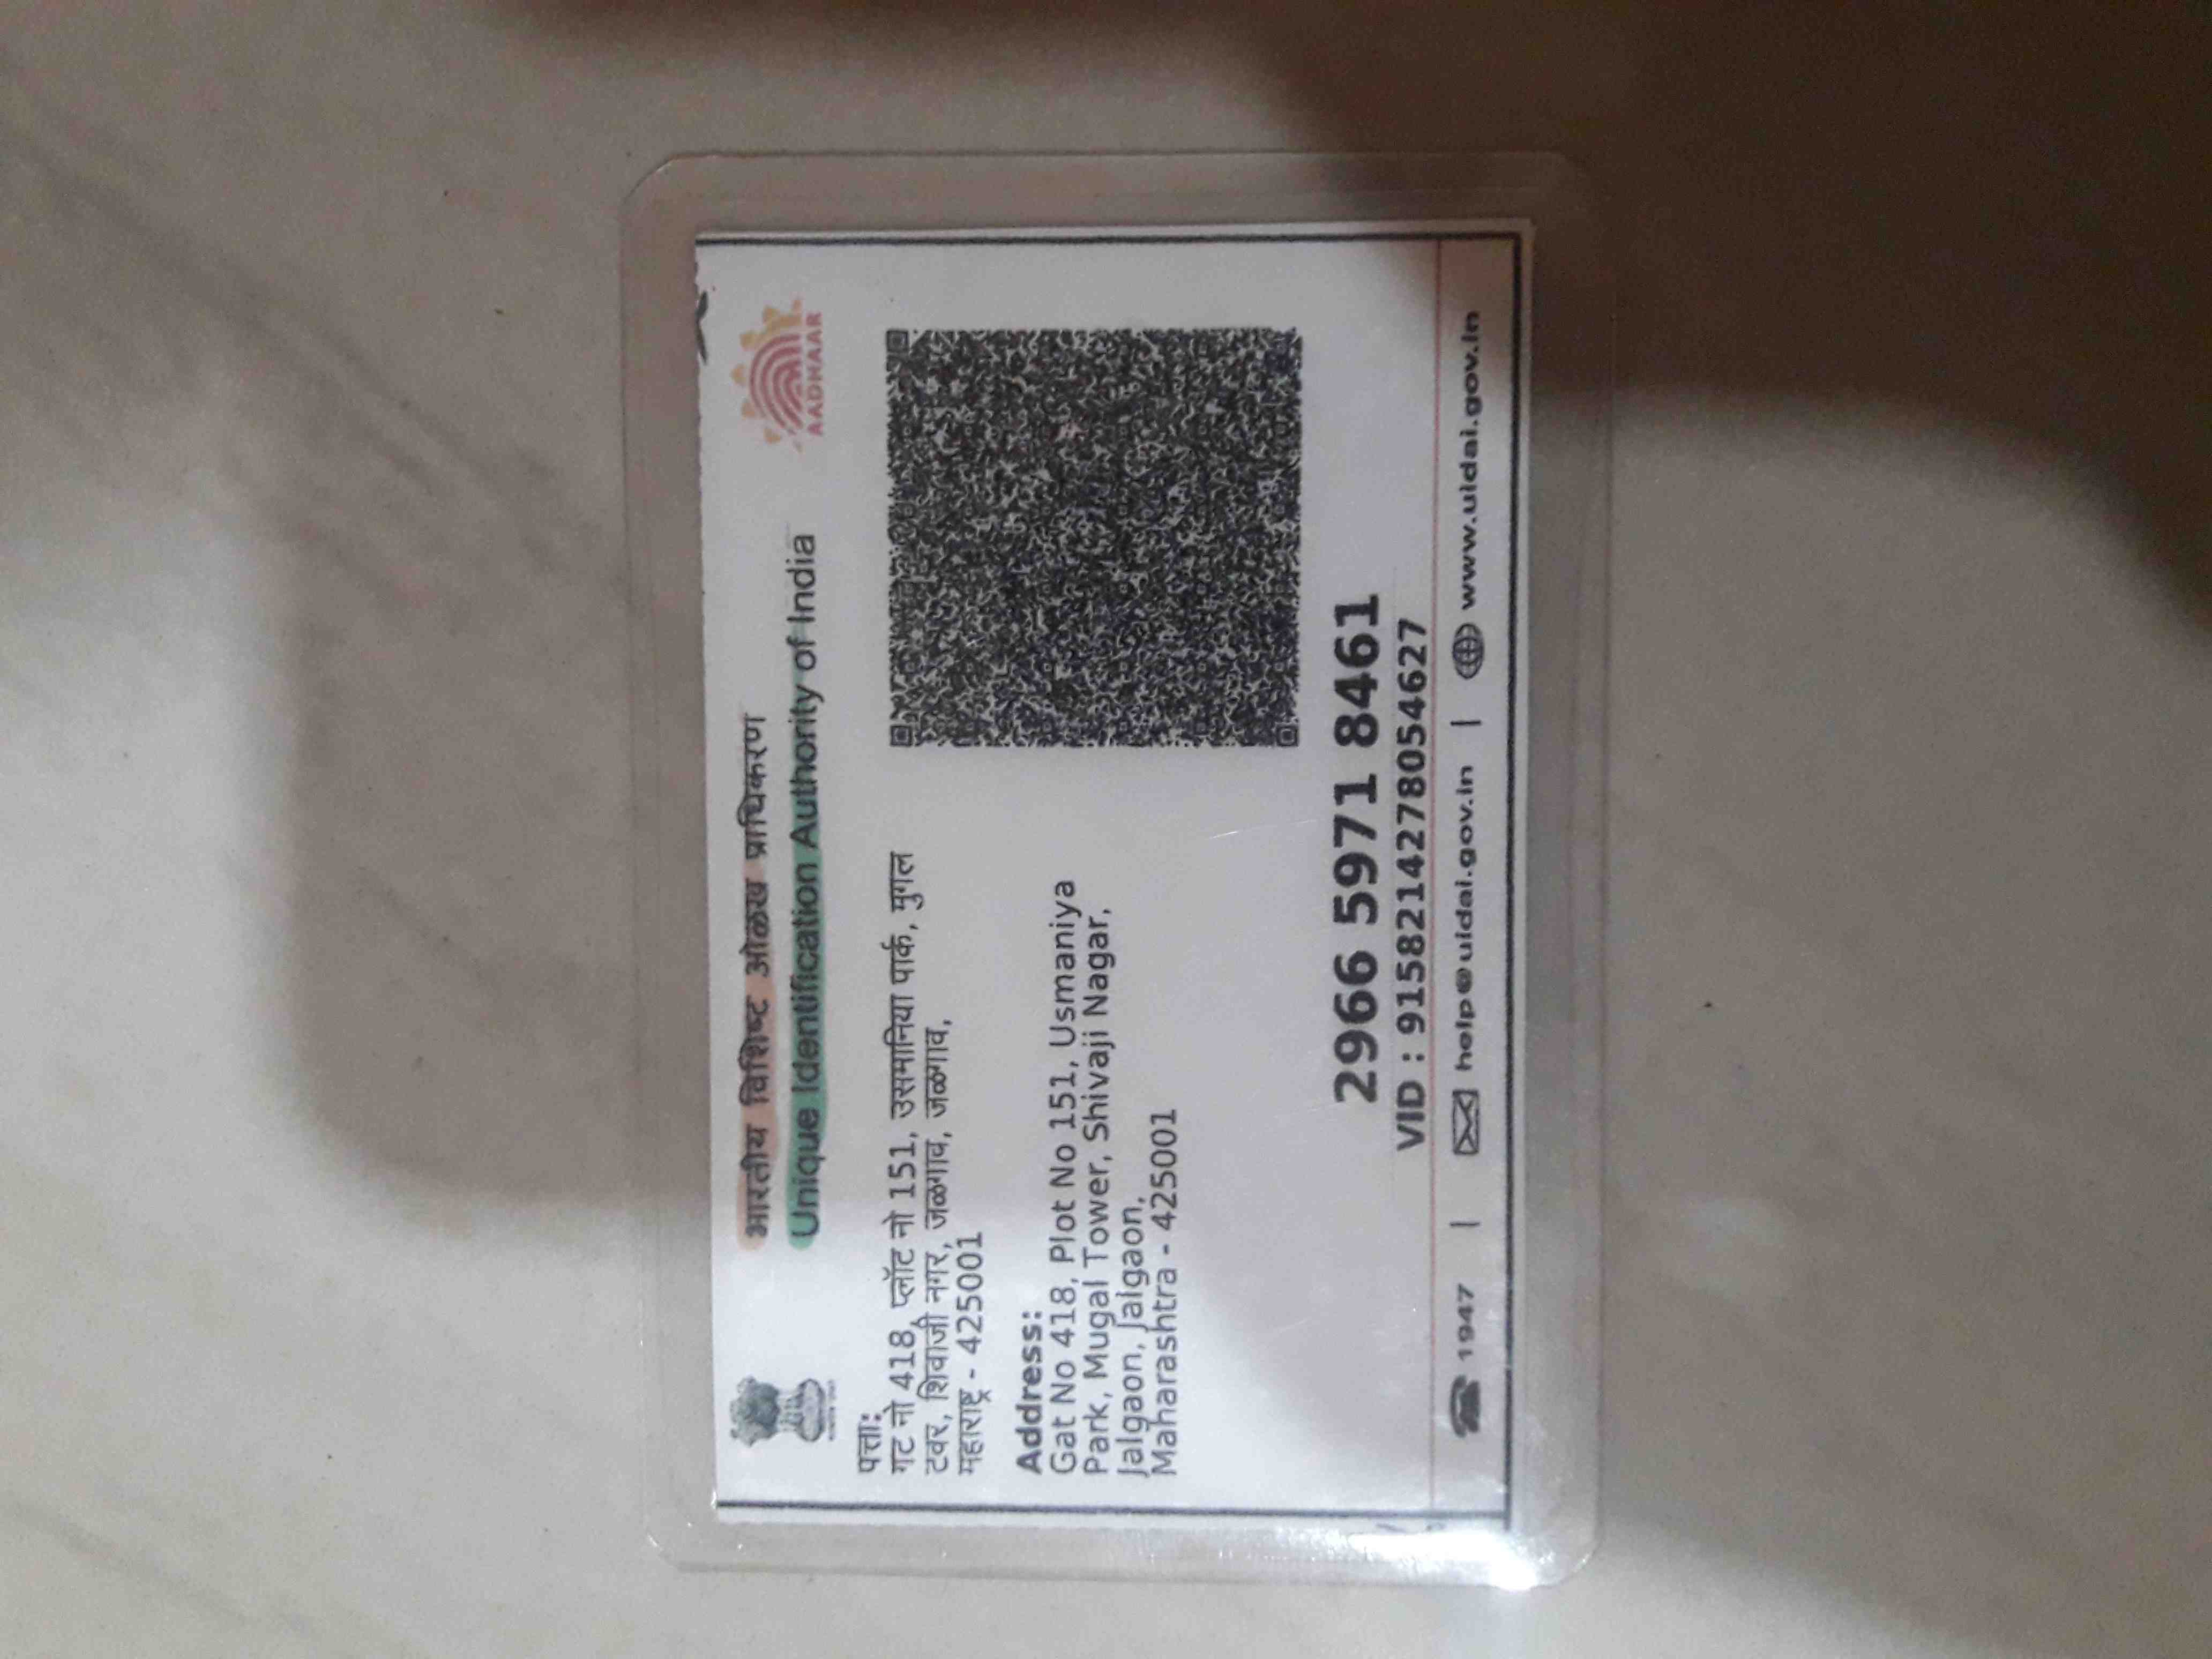 भारतीय विशिष्ट ओळख प्राधिकरण
Unique Identification Authority of India
AADHAAR
पत्ता:
गट नो 418, प्लॉट नो 151, उसमानिया पार्क, मुगल
टवर, शिवाजी नगर, जळगाव, जळगाव,
महाराष्ट्र - 425001
Address:
Gat No 418, Plot No 151, Usmaniya
Park, Mugal Tower, Shivaji Nagar,
Jalgaon, Jalgaon,
Maharashtra - 425001
2966 5971 8461
VID : 9158214278054627
1947 | help@uidai.gov.in | www.uidai.gov.in